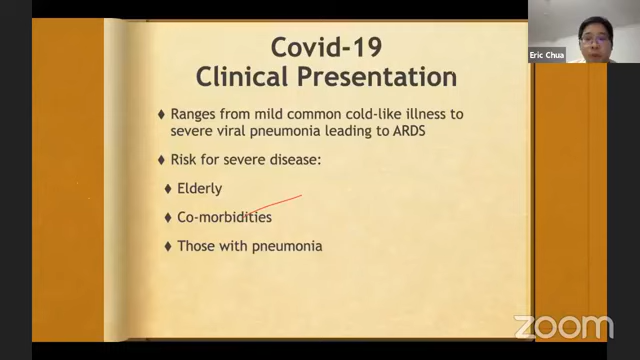 Covid-19
Clinical Presentation
Ranges from mild common cold-like illness to
severe viral pneumonia leading to ARDS
Risk for severe disease:
Elderly
Co-morbidities
Those with pneumonia
Eric Chua
zoom